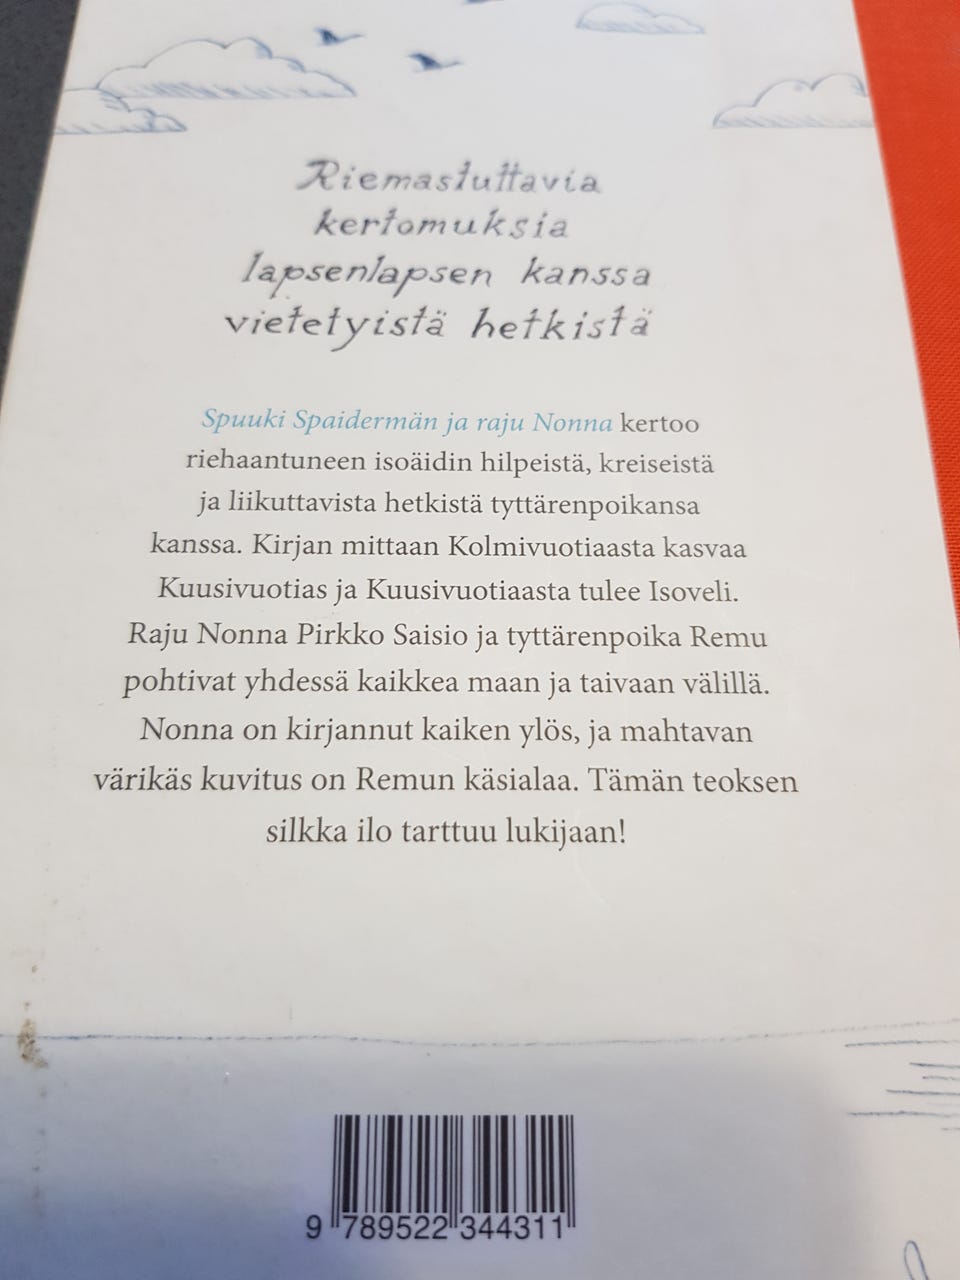 Riemastuttavia
kertomuksia
lapsenlapsen kanssa
vietetyistä hetkistä
Spuuki Spaidermän ja raju Nonna kertoo
riehaantuneen isoäidin hilpeistä, kreiseistä
ja liikuttavista hetkistä tyttärenpoikansa
kanssa. Kirjan mittaan Kolmivuotiaasta kasvaa
Kuusivuotias ja Kuusivuotiaasta tulee Isoveli.
Raju Nonna Pirkko Saisio ja tyttärenpoika Remu
pohtivat yhdessä kaikkea maan ja taivaan välillä.
Nonna on kirjannut kaiken ylös, ja mahtavan
värikäs kuvitus on Remun käsialaa. Tämän teoksen
silkka ilo tarttuu lukijaan!
9 789522 344311